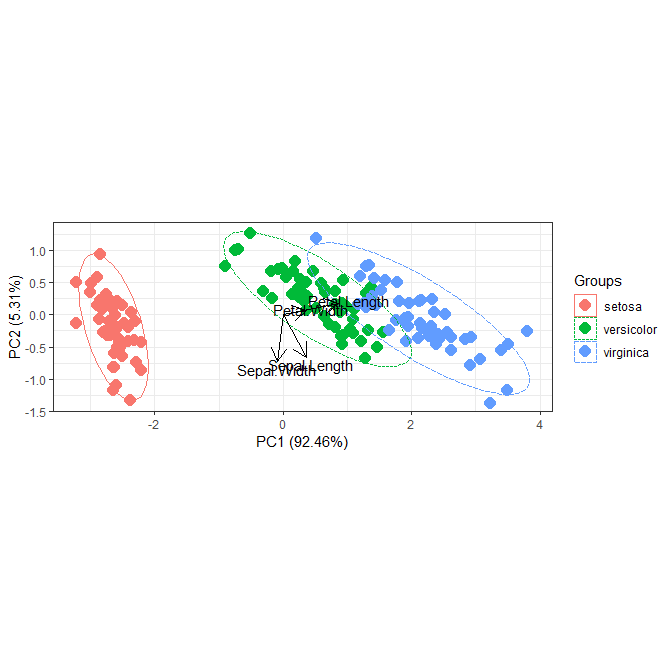 1.0
0.5
0.0
-0.5
-1.0
-1.5
PC2 (5.31%)
Petal.Length
Petal.Width
Sepal.Length
Sepal.Width
-2
0
2
4
PC1 (92.46%)
Groups
setosa
versicolor
virginica